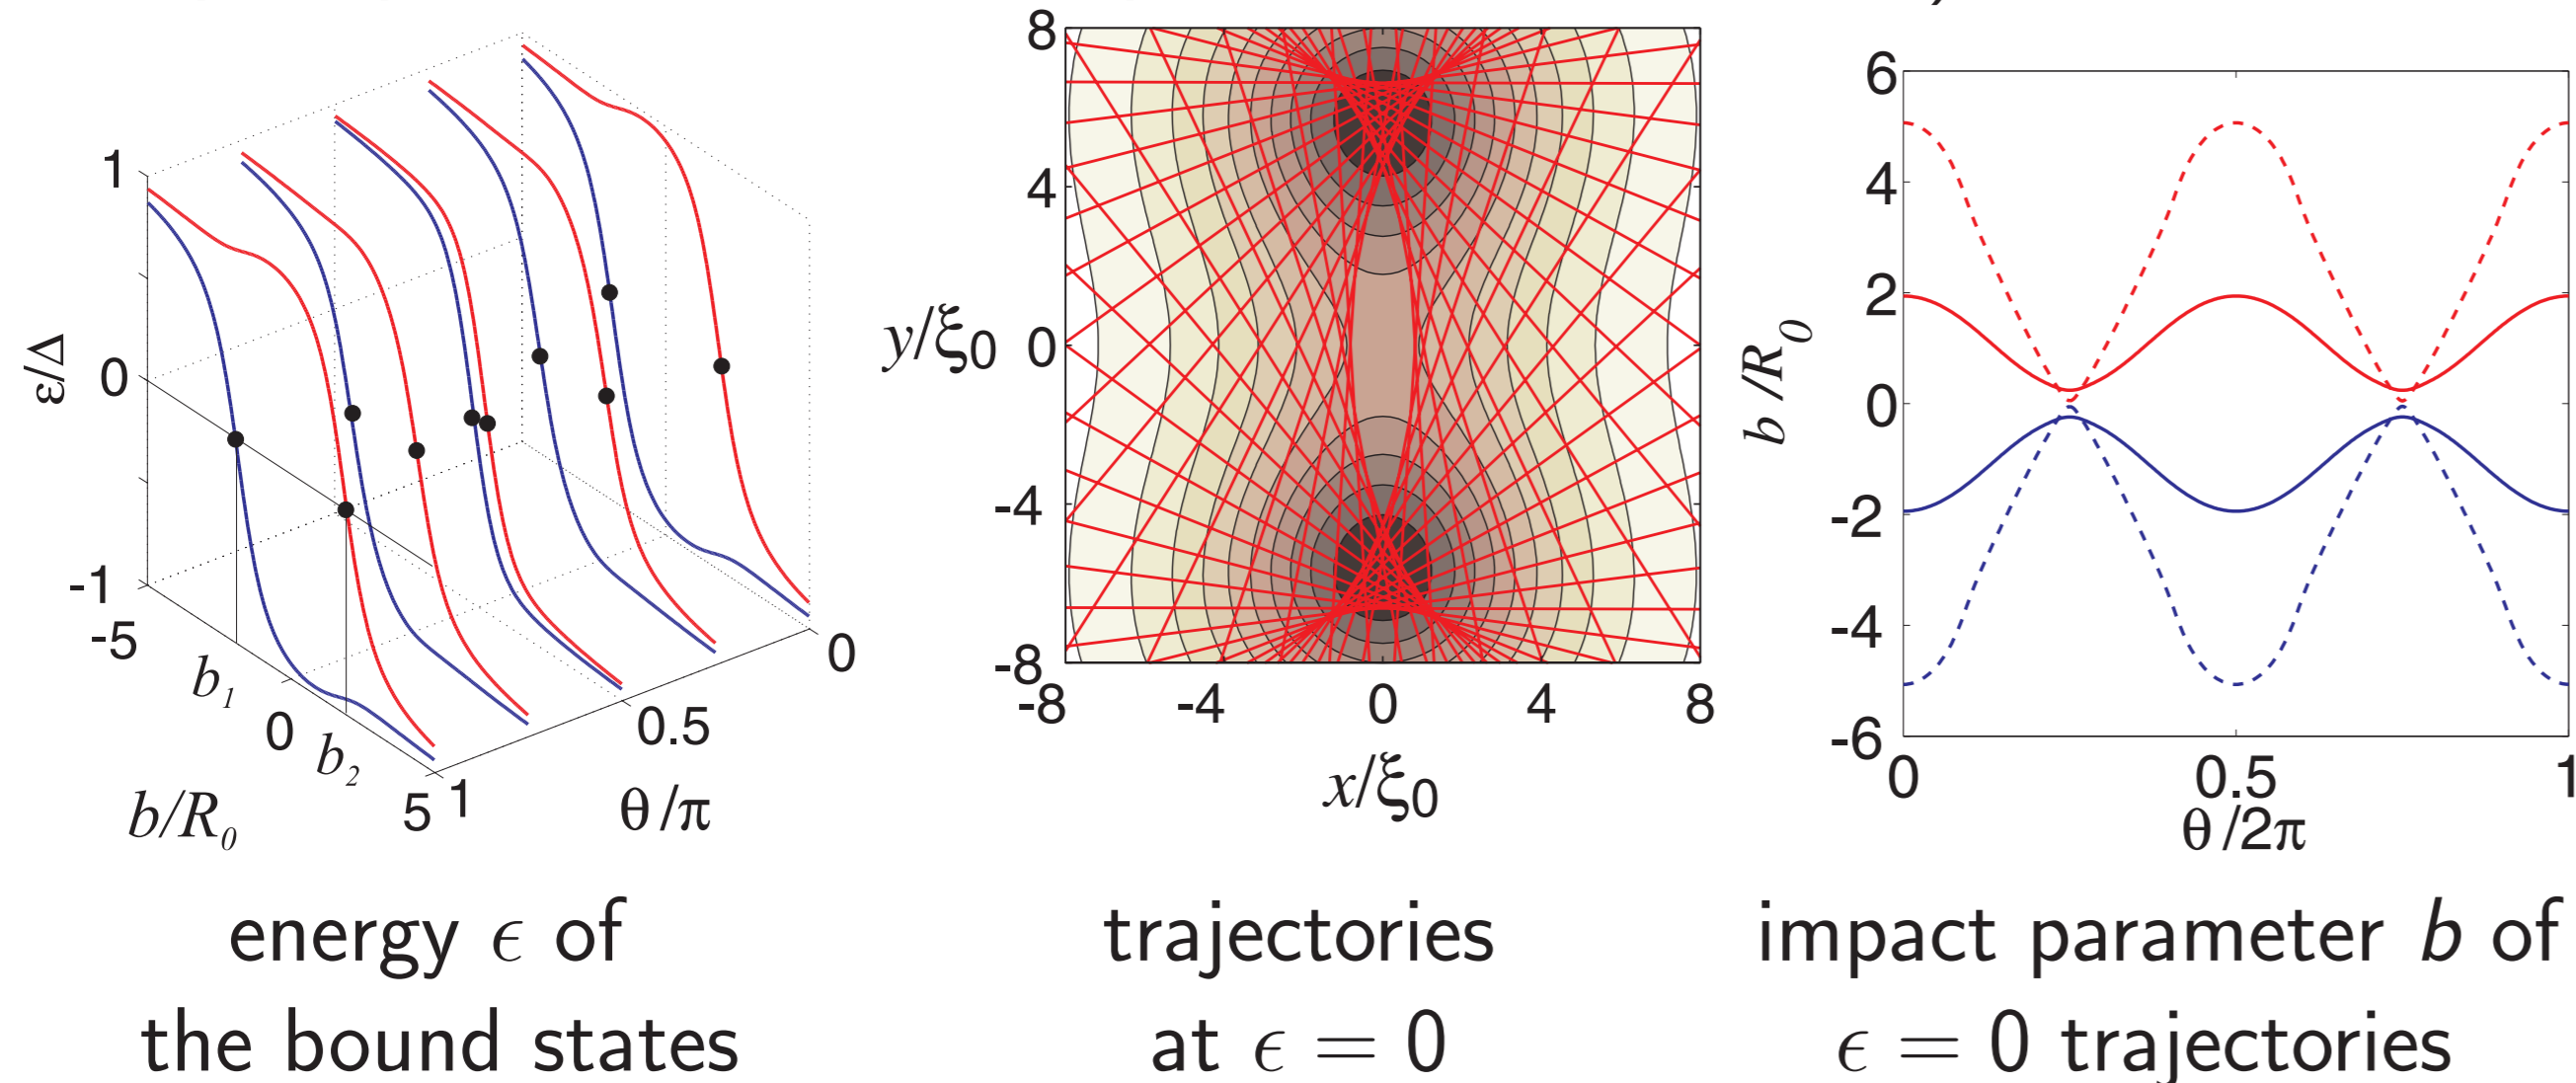 1
0
-1
ε/Δ
-5
0
5
b₁
b₂
b/R₀
1
0.5
0
θ/π
8
4
0
-4
-8
y/ξ₀
-8
-4
0
4
8
x/ξ₀
6
4
2
0
-2
-4
-6
b /R₀
0
0.5
1
θ/2π
energy ϵ of
the bound states
trajectories
at ϵ = 0
impact parameter b of
ϵ = 0 trajectories